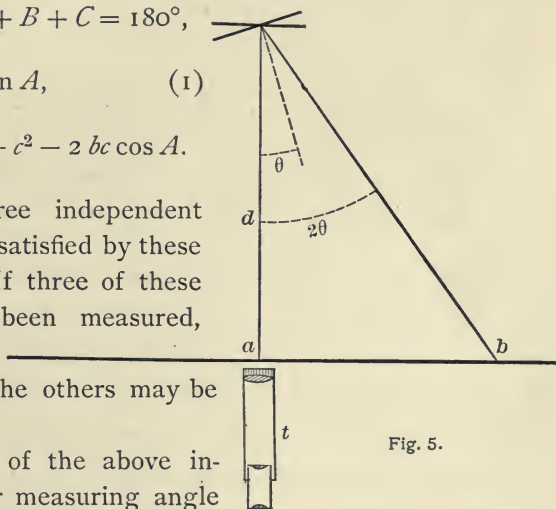 + B + C = 180°,
n A, (1)
- c² – 2 bc cos A.
ree independent
satisfied by these
f three of these
been measured,
he others may be
of the above in-
measuring angle
θ
d
2θ
a
b
t
Fig. 5.